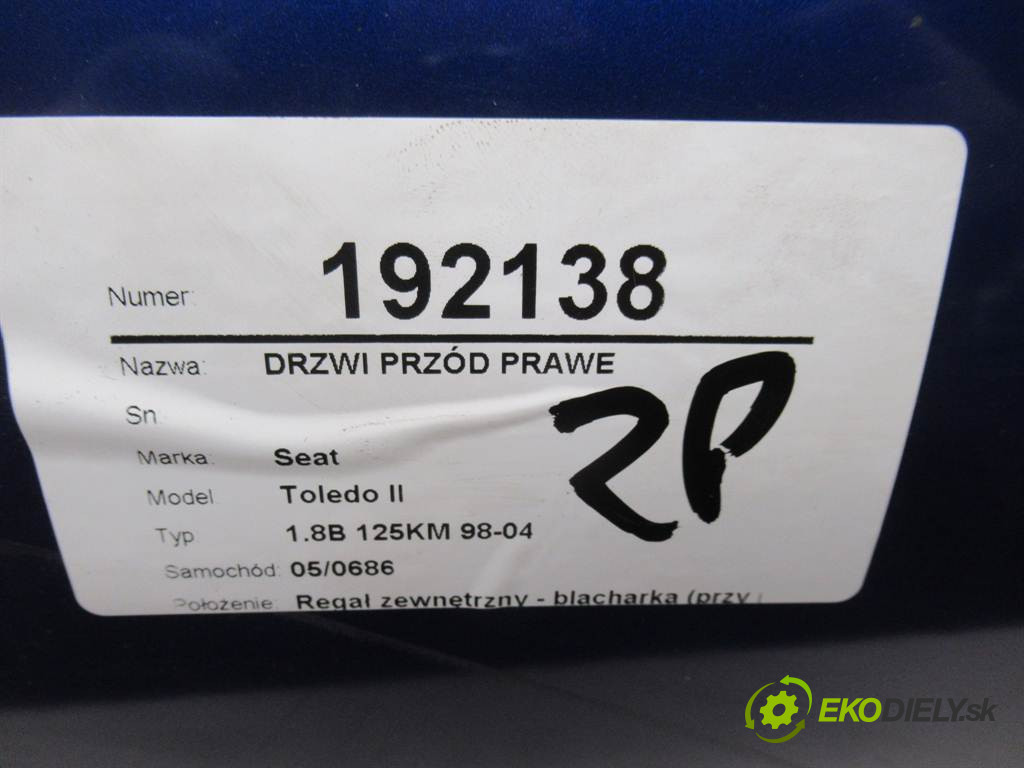 Numer: 192138
Nazwa: DRZWI PRZÓD PRAWE
Sn
Marka: Seat
Model Toledo II
Typ: 1.8B 125KM 98-04
Samochód: 05/0686
Położenie: Regał zewnętrzny - blacharka (przy
2P
EKODIELY.sk